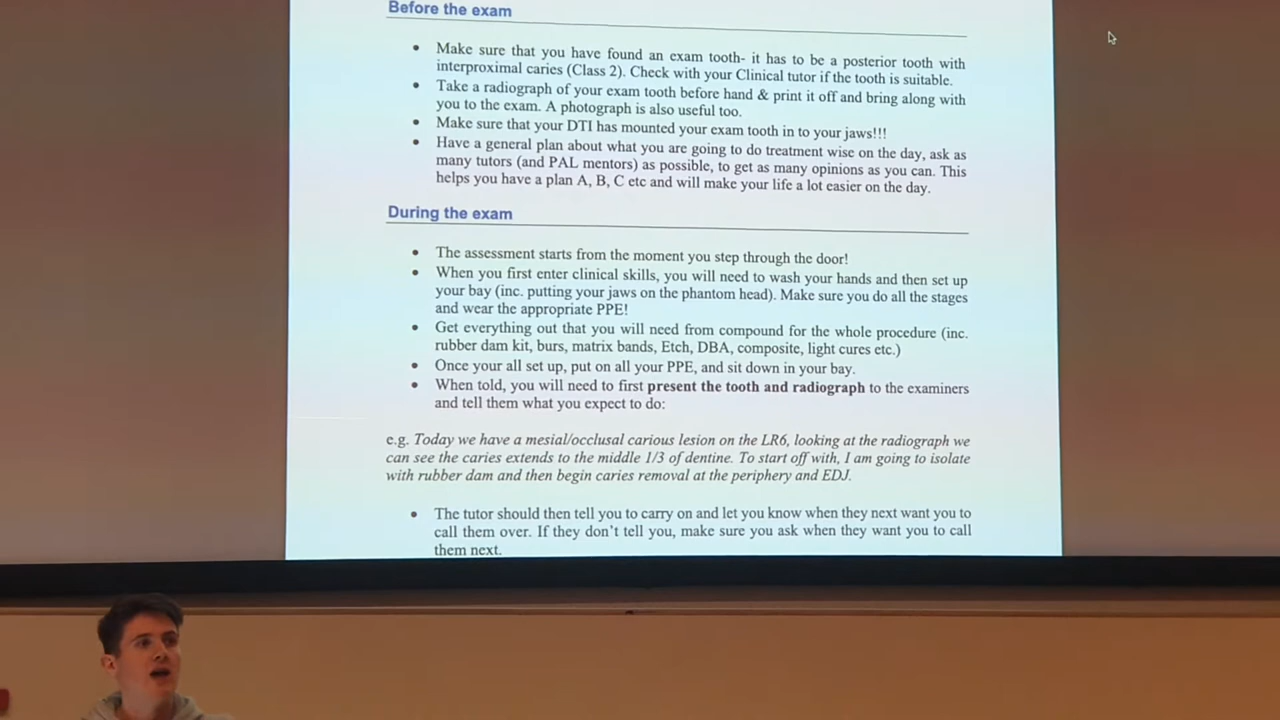 Before the exam
• Make sure that you have found an exam tooth- it has to be a posterior tooth with
interproximal caries (Class 2). Check with your Clinical tutor if the tooth is suitable.
• Take a radiograph of your exam tooth before hand & print it off and bring along with
you to the exam. A photograph is also useful too.
• Make sure that your DTI has mounted your exam tooth in to your jaws!!!
• Have a general plan about what you are going to do treatment wise on the day, ask as
many tutors (and PAL mentors) as possible, to get as many opinions as you can. This
helps you have a plan A, B, C etc and will make your life a lot easier on the day.
During the exam
• The assessment starts from the moment you step through the door!
• When you first enter clinical skills, you will need to wash your hands and then set up
your bay (inc. putting your jaws on the phantom head). Make sure you do all the stages
and wear the appropriate PPE!
• Get everything out that you will need from compound for the whole procedure (inc.
rubber dam kit, burs, matrix bands, Etch, DBA, composite, light cures etc.)
• Once your all set up, put on all your PPE, and sit down in your bay.
• When told, you will need to first present the tooth and radiograph to the examiners
and tell them what you expect to do:
e.g. Today we have a mesial/occlusal carious lesion on the LR6, looking at the radiograph we
can see the caries extends to the middle 1/3 of dentine. To start off with, I am going to isolate
with rubber dam and then begin caries removal at the periphery and EDJ.
• The tutor should then tell you to carry on and let you know when they next want you to
call them over. If they don't tell you, make sure you ask when they want you to call
them next.